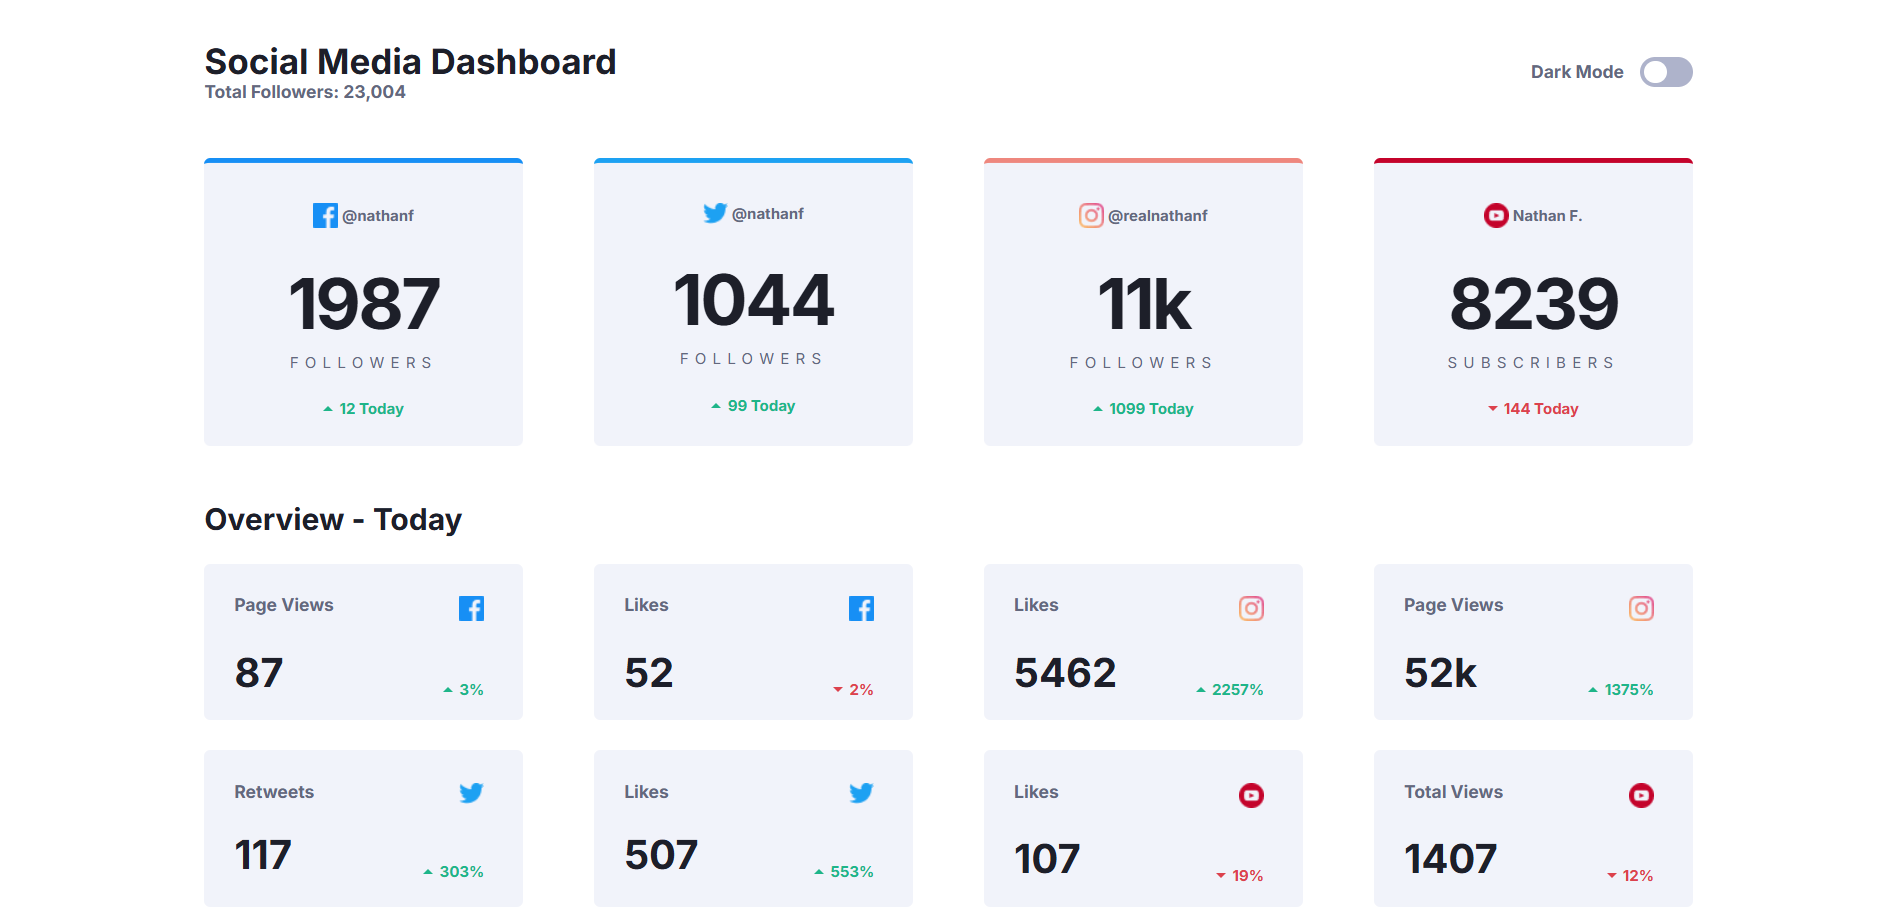 Social Media Dashboard
Total Followers: 23,004
Dark Mode
@nathanf
1987
FOLLOWERS
12 Today
@nathanf
1044
FOLLOWERS
99 Today
@realnathanf
11k
FOLLOWERS
1099 Today
Nathan F.
8239
SUBSCRIBERS
144 Today
Overview - Today
Page Views
87
3%
Likes
52
2%
Likes
5462
2257%
Page Views
52k
1375%
Retweets
117
303%
Likes
507
553%
Likes
107
19%
Total Views
1407
12%